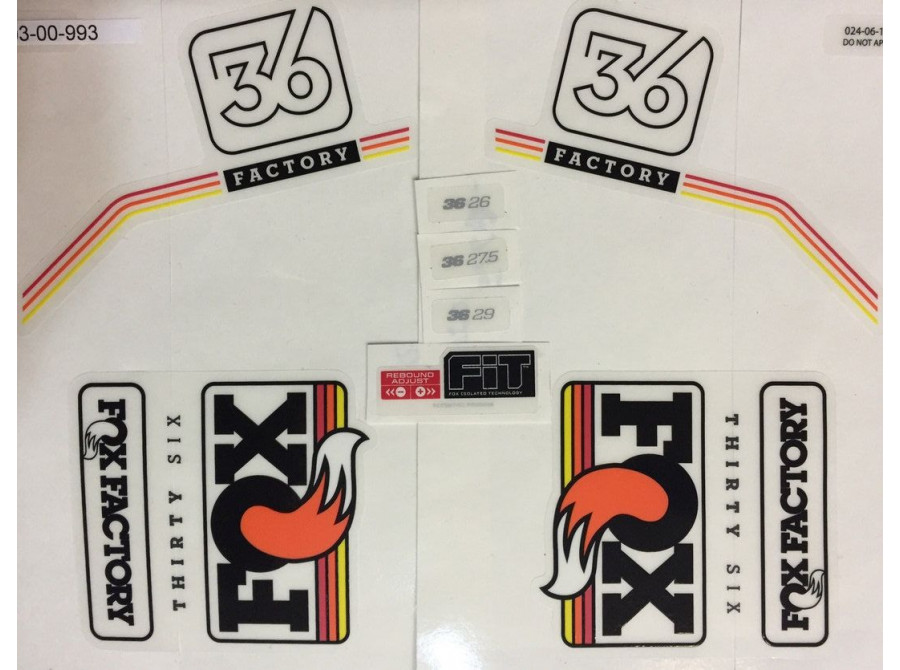 3-00-993
024-06-1
DO NOT AP
36
FACTORY
36
FACTORY
36 26
36 27.5
36 29
REBOUND
ADJUST
FiT
FOX ISOLATED TECHNOLOGY
FOX FACTORY
THIRTY SIX
FOX
FOX
THIRTY SIX
FOX FACTORY